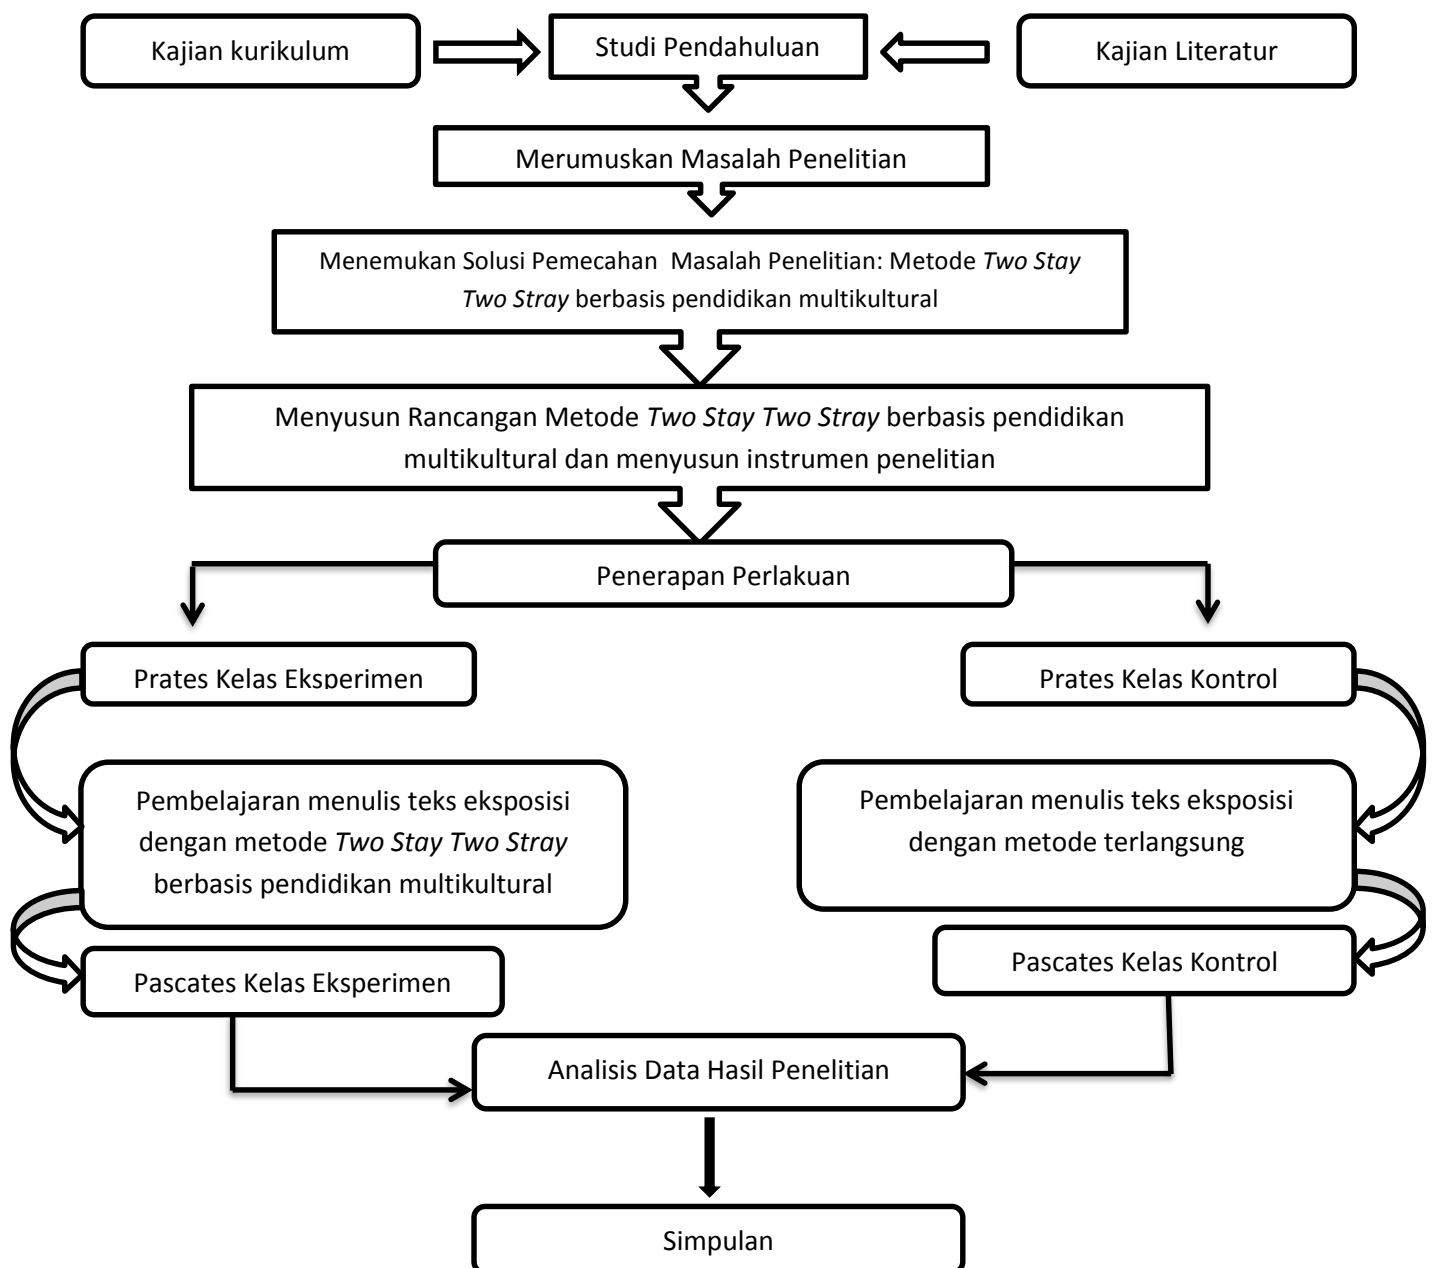 Kajian kurikulum
Studi Pendahuluan
Kajian Literatur
Merumuskan Masalah Penelitian
Menemukan Solusi Pemecahan Masalah Penelitian: Metode Two Stay
Two Stray berbasis pendidikan multikultural
Menyusun Rancangan Metode Two Stay Two Stray berbasis pendidikan
multikultural dan menyusun instrumen penelitian
Penerapan Perlakuan
Prates Kelas Eksperimen
Prates Kelas Kontrol
Pembelajaran menulis teks eksposisi
dengan metode Two Stay Two Stray
berbasis pendidikan multikultural
Pembelajaran menulis teks eksposisi
dengan metode terlangsung
Pascates Kelas Eksperimen
Pascates Kelas Kontrol
Analisis Data Hasil Penelitian
Simpulan